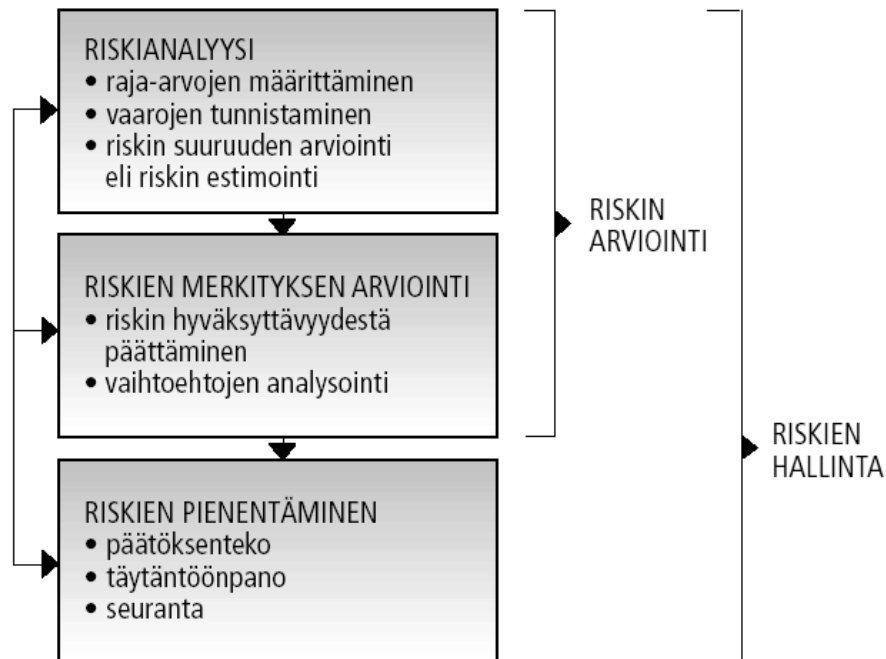 RISKIANALYYSI
• raja-arvojen määrittäminen
• vaarojen tunnistaminen
• riskin suuruuden arviointi
eli riskin estimointi
RISKIEN MERKITYKSEN ARVIOINTI
• riskin hyväksyttävyydestä
päättäminen
• vaihtoehtojen analysointi
RISKIEN PIENENTÄMINEN
• päätöksenteko
• täytäntöönpano
• seuranta
RISKIN
ARVIOINTI
RISKIEN
HALLINTA